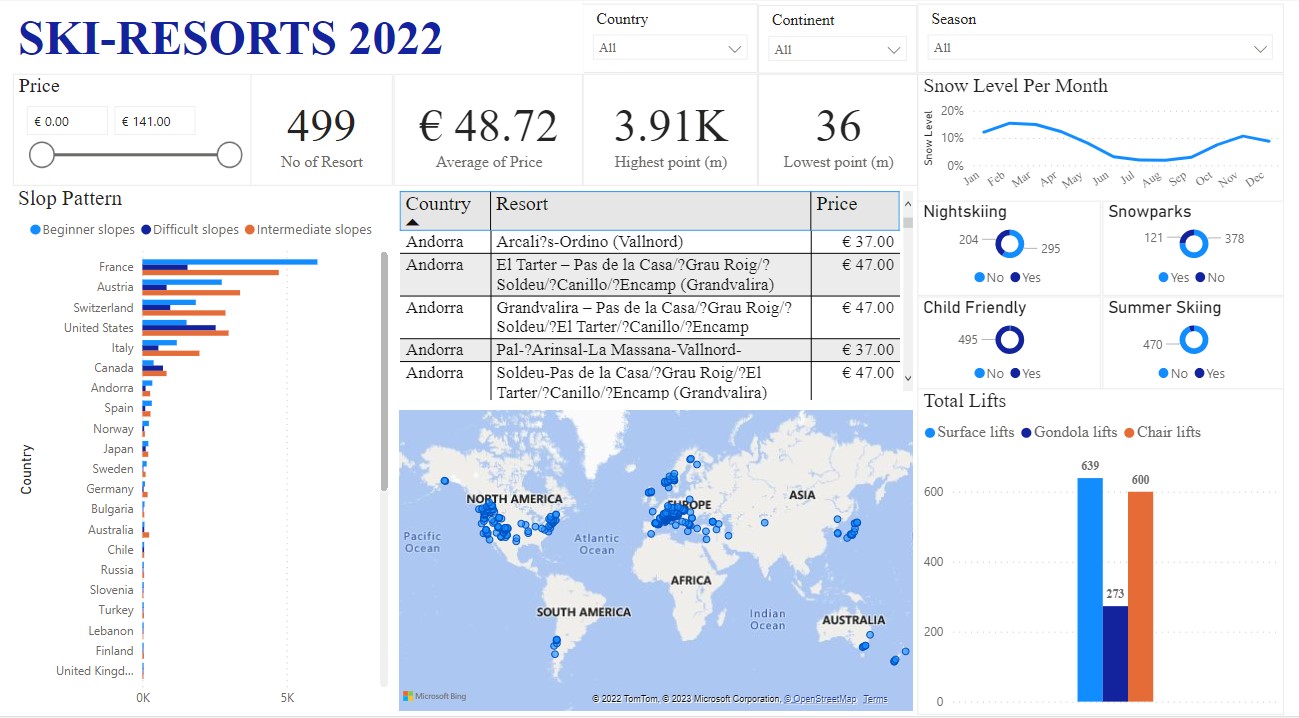 SKI-RESORTS 2022
Country
All
Continent
All
Season
All
Price
€ 0.00
€ 141.00
499
No of Resort
€ 48.72
Average of Price
3.91K
Highest point (m)
36
Lowest point (m)
Snow Level Per Month
Snow Level
20%
10%
0%
Jan Feb Mar Apr May Jun Jul Aug Sep Oct Nov Dec
Slop Pattern
Beginner slopes Difficult slopes Intermediate slopes
Country
France
Austria
Switzerland
United States
Italy
Canada
Andorra
Spain
Norway
Japan
Sweden
Germany
Bulgaria
Australia
Chile
Russia
Slovenia
Turkey
Lebanon
Finland
United Kingd...
0K 5K
Country Resort Price
Andorra Arcali?s-Ordino (Vallnord) € 37.00
Andorra El Tarter – Pas de la Casa/?Grau Roig/? € 47.00
Soldeu/?Canillo/?Encamp (Grandvalira)
Andorra Grandvalira – Pas de la Casa/?Grau Roig/? € 47.00
Soldeu/?El Tarter/?Canillo/?Encamp
Andorra Pal-?Arinsal-La Massana-Vallnord- € 37.00
Andorra Soldeu-Pas de la Casa/?Grau Roig/?El € 47.00
Tarter/?Canillo/?Encamp (Grandvalira)
NORTH AMERICA
EUROPE
ASIA
Pacific
Ocean
Atlantic
Ocean
AFRICA
SOUTH AMERICA
Indian
Ocean
AUSTRALIA
Microsoft Bing
© 2022 TomTom, © 2023 Microsoft Corporation, © OpenStreetMap Terms
Nightskiing
204
295
No Yes
Snowparks
121
378
Yes No
Child Friendly
495
No Yes
Summer Skiing
470
No Yes
Total Lifts
Surface lifts Gondola lifts Chair lifts
639
600
273
600
400
200
0